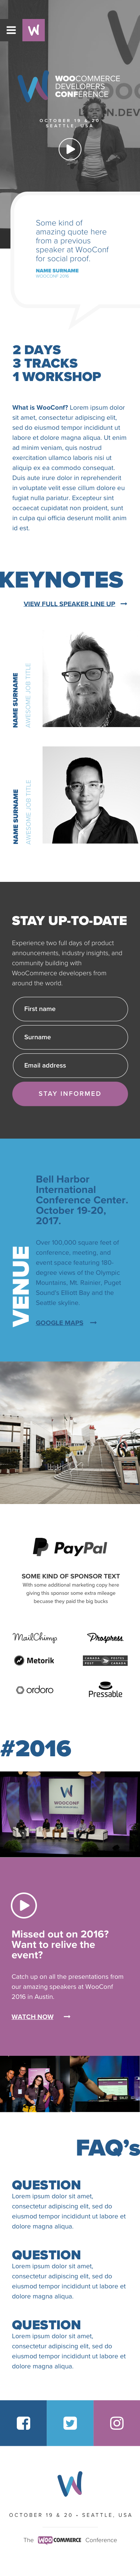 WOOCOMMERCE
DEVELOPERS
CONFERENCE
OCTOBER 19 & 20
SEATTLE, USA
Some kind of
amazing quote here
from a previous
speaker at WooConf
for social proof.
NAME SURNAME
WOOCONF 2016
2 DAYS
3 TRACKS
1 WORKSHOP
What is WooConf? Lorem ipsum dolor
sit amet, consectetur adipiscing elit,
sed do eiusmod tempor incididunt ut
labore et dolore magna aliqua. Ut enim
ad minim veniam, quis nostrud
exercitation ullamco laboris nisi ut
aliquip ex ea commodo consequat.
Duis aute irure dolor in reprehenderit
in voluptate velit esse cillum dolore eu
fugiat nulla pariatur. Excepteur sint
occaecat cupidatat non proident, sunt
in culpa qui officia deserunt mollit anim
id est.
KEYNOTES
VIEW FULL SPEAKER LINE UP
NAME SURNAME
AWESOME JOB TITLE
NAME SURNAME
AWESOME JOB TITLE
STAY UP-TO-DATE
Experience two full days of product
announcements, industry insights, and
community building with
WooCommerce developers from
around the world.
First name
Surname
Email address
STAY INFORMED
VENUE
Bell Harbor
International
Conference Center.
October 19-20,
2017.
Over 100,000 square feet of
conference, meeting, and
event space featuring 180-
degree views of the Olympic
Mountains, Mt. Rainier, Puget
Sound's Elliott Bay and the
Seattle skyline.
GOOGLE MAPS
PayPal
SOME KIND OF SPONSOR TEXT
With some additional marketing copy here
giving this sponsor some extra mileage
becuase they paid the big bucks
MailChimp
Prospress
Metorik
ordoro
Pressable
#2016
WOOCONF
Missed out on 2016?
Want to relive the
event?
Catch up on all the presentations from
our amazing speakers at WooConf
2016 in Austin.
WATCH NOW
FAQ's
QUESTION
Lorem ipsum dolor sit amet,
consectetur adipiscing elit, sed do
eiusmod tempor incididunt ut labore et
dolore magna aliqua.
QUESTION
Lorem ipsum dolor sit amet,
consectetur adipiscing elit, sed do
eiusmod tempor incididunt ut labore et
dolore magna aliqua.
QUESTION
Lorem ipsum dolor sit amet,
consectetur adipiscing elit, sed do
eiusmod tempor incididunt ut labore et
dolore magna aliqua.
OCTOBER 19 & 20 - SEATTLE, USA
The WOOCOMMERCE Conference